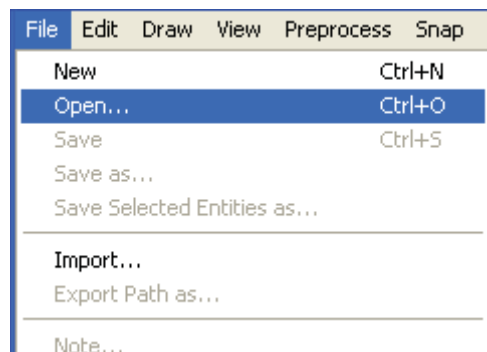 File Edit Draw View Preprocess Snap
New Ctrl+N
Open... Ctrl+O
Save Ctrl+S
Save as...
Save Selected Entities as...
Import...
Export Path as...
Note...